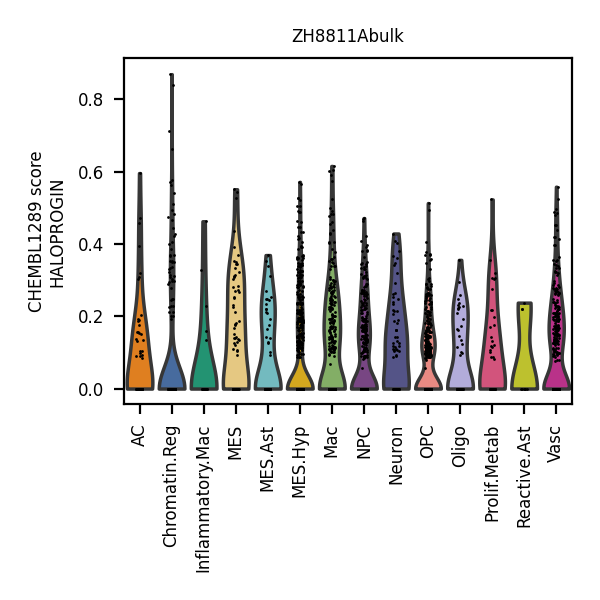 ZH8811Abulk
CHEMBL1289 score
HALOPROGIN
0.8
0.6
0.4
0.2
0.0
AC
Chromatin.Reg
Inflammatory.Mac
MES
MES.Ast
MES.Hyp
Mac
NPC
Neuron
OPC
Oligo
Prolif.Metab
Reactive.Ast
Vasc